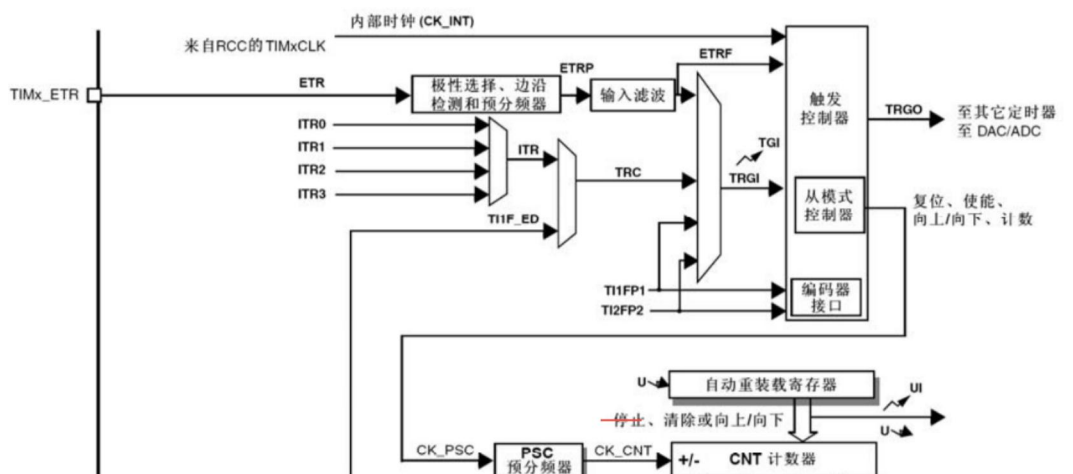 内部时钟 (CK_INT)
来自RCC的TIMxCLK
ETRF
ETR
ETRP
TIMx_ETR
极性选择、边沿
检测和预分频器
输入滤波
触发
控制器
TRGO
至其它定时器
至 DAC/ADC
ITR0
ITR1
ITR2
ITR3
ITR
TRC
TGI
TRGI
TI1F_ED
从模式
控制器
复位、使能、
向上/向下、计数
TI1FP1
TI2FP2
编码器
接口
U
自动重装载寄存器
UI
停止、清除或向上/向下
U
CK_PSC
PSC
预分频器
CK_CNT
+/-
CNT 计数器